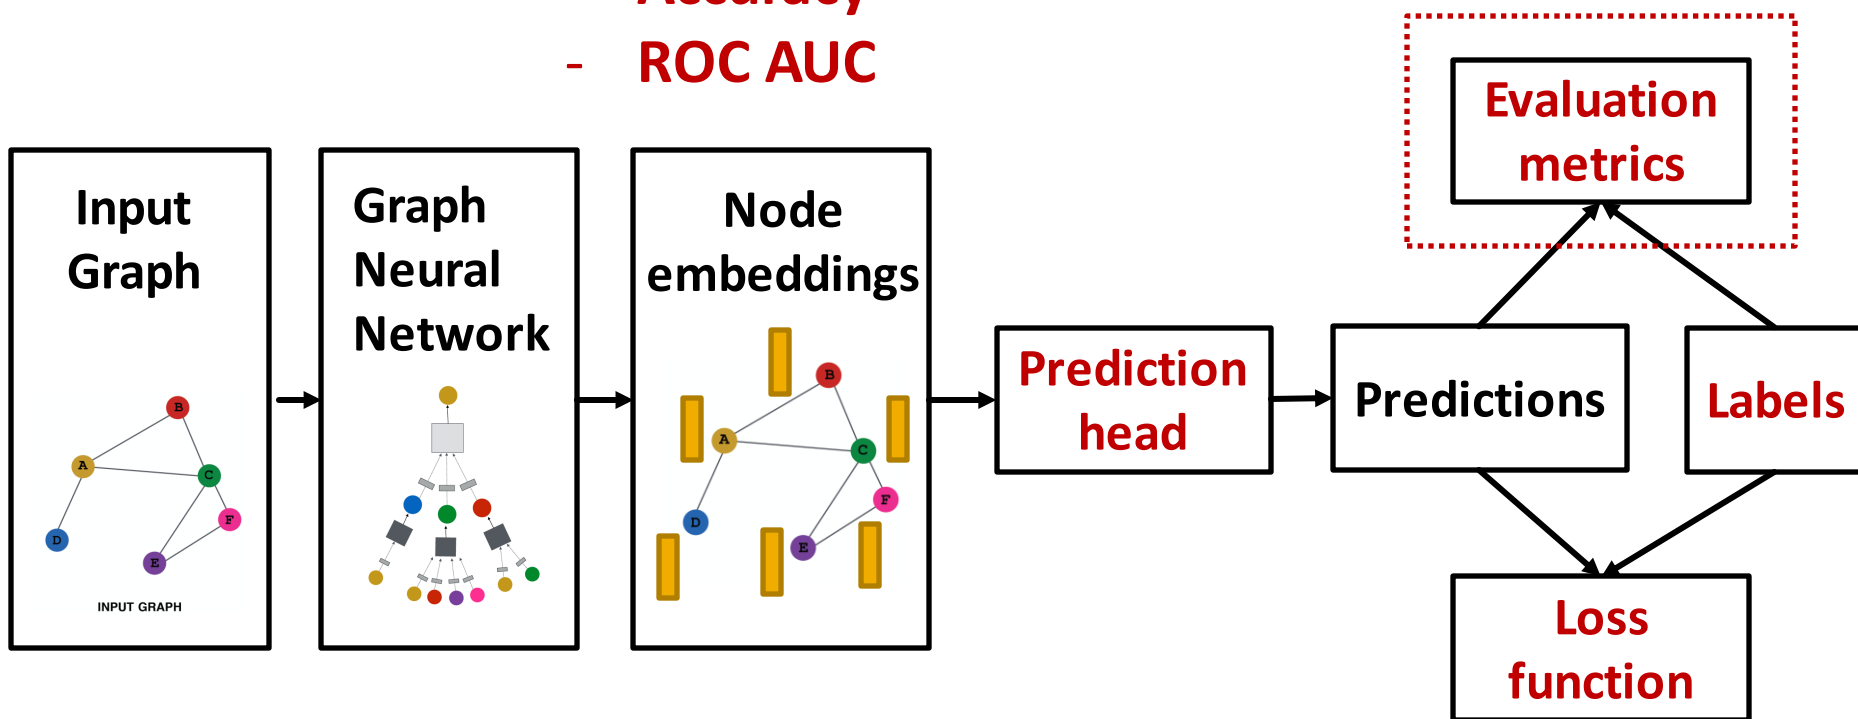 Accuracy
- ROC AUC
Evaluation
metrics
Input
Graph
Graph
Neural
Network
Node
embeddings
Prediction
head
Predictions
Labels
Loss
function
B
A
C
F
D
E
INPUT GRAPH
B
A
C
F
D
E